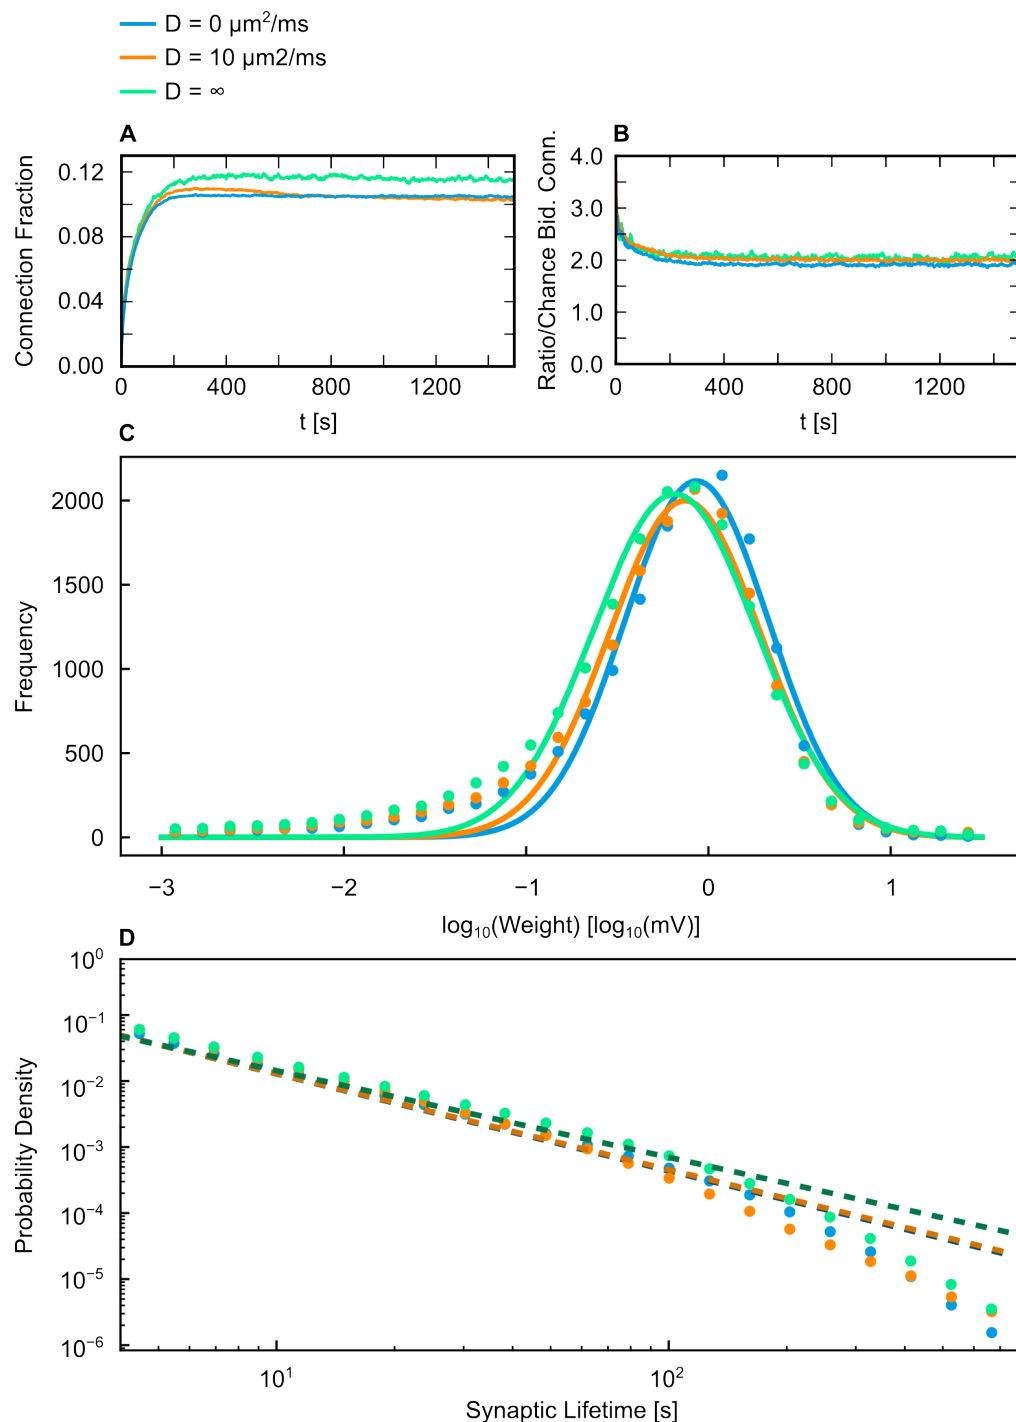 D = 0 µm²/ms
D = 10 µm2/ms
D = ∞
A
B
Connection Fraction
0.12
0.08
0.04
0.00
0 400 800 1200
t [s]
Ratio/Chance Bid. Conn.
4.0
3.0
2.0
1.0
0.0
0 400 800 1200
t [s]
C
Frequency
2000
1500
1000
500
0
−3 −2 −1 0 1
log₁₀(Weight) [log₁₀(mV)]
D
Probability Density
10⁰
10⁻¹
10⁻²
10⁻³
10⁻⁴
10⁻⁵
10⁻⁶
10¹ 10²
Synaptic Lifetime [s]